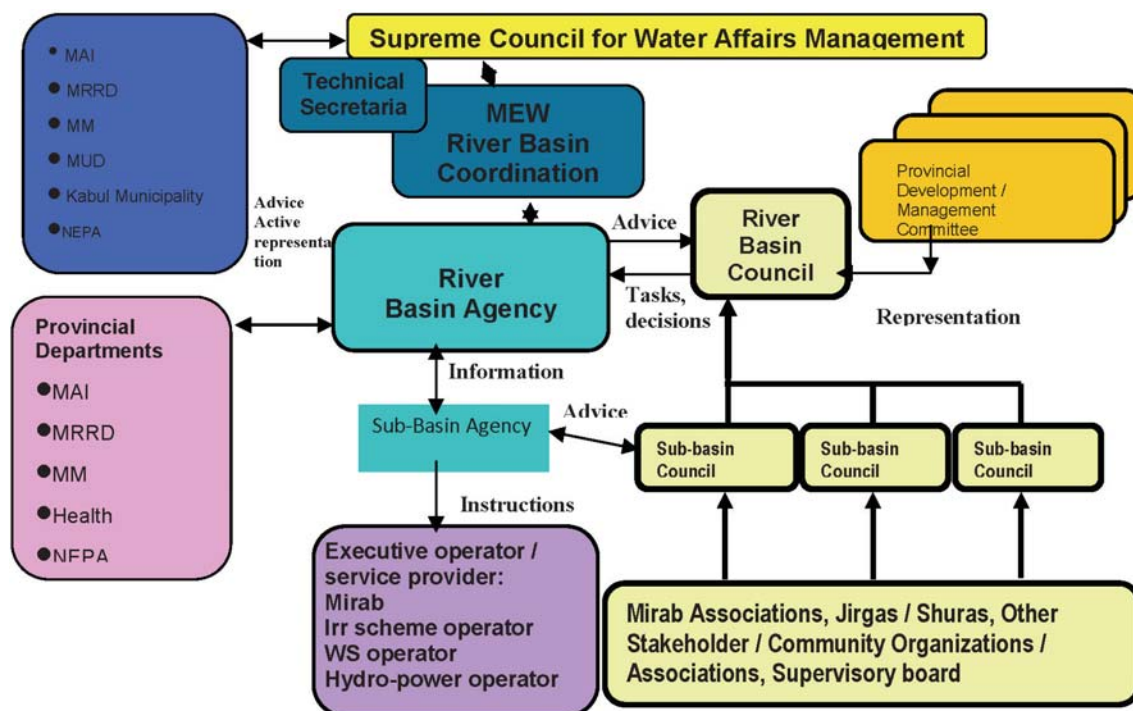 Supreme Council for Water Affairs Management
Technical
Secretaria
MEW
River Basin
Coordination
MAI
MRRD
MM
MUD
Kabul Municipality
NEPA
Advice
Active
representa
tion
Provincial
Development /
Management
Committee
River
Basin Agency
Advice
Tasks,
decisions
River
Basin
Council
Representation
Provincial
Departments
MAI
MRRD
MM
Health
NEPA
Information
Sub-Basin Agency
Advice
Sub-basin
Council
Sub-basin
Council
Sub-basin
Council
Instructions
Executive operator /
service provider:
Mirab
Irr scheme operator
WS operator
Hydro-power operator
Mirab Associations, Jirgas / Shuras, Other
Stakeholder / Community Organizations /
Associations, Supervisory board